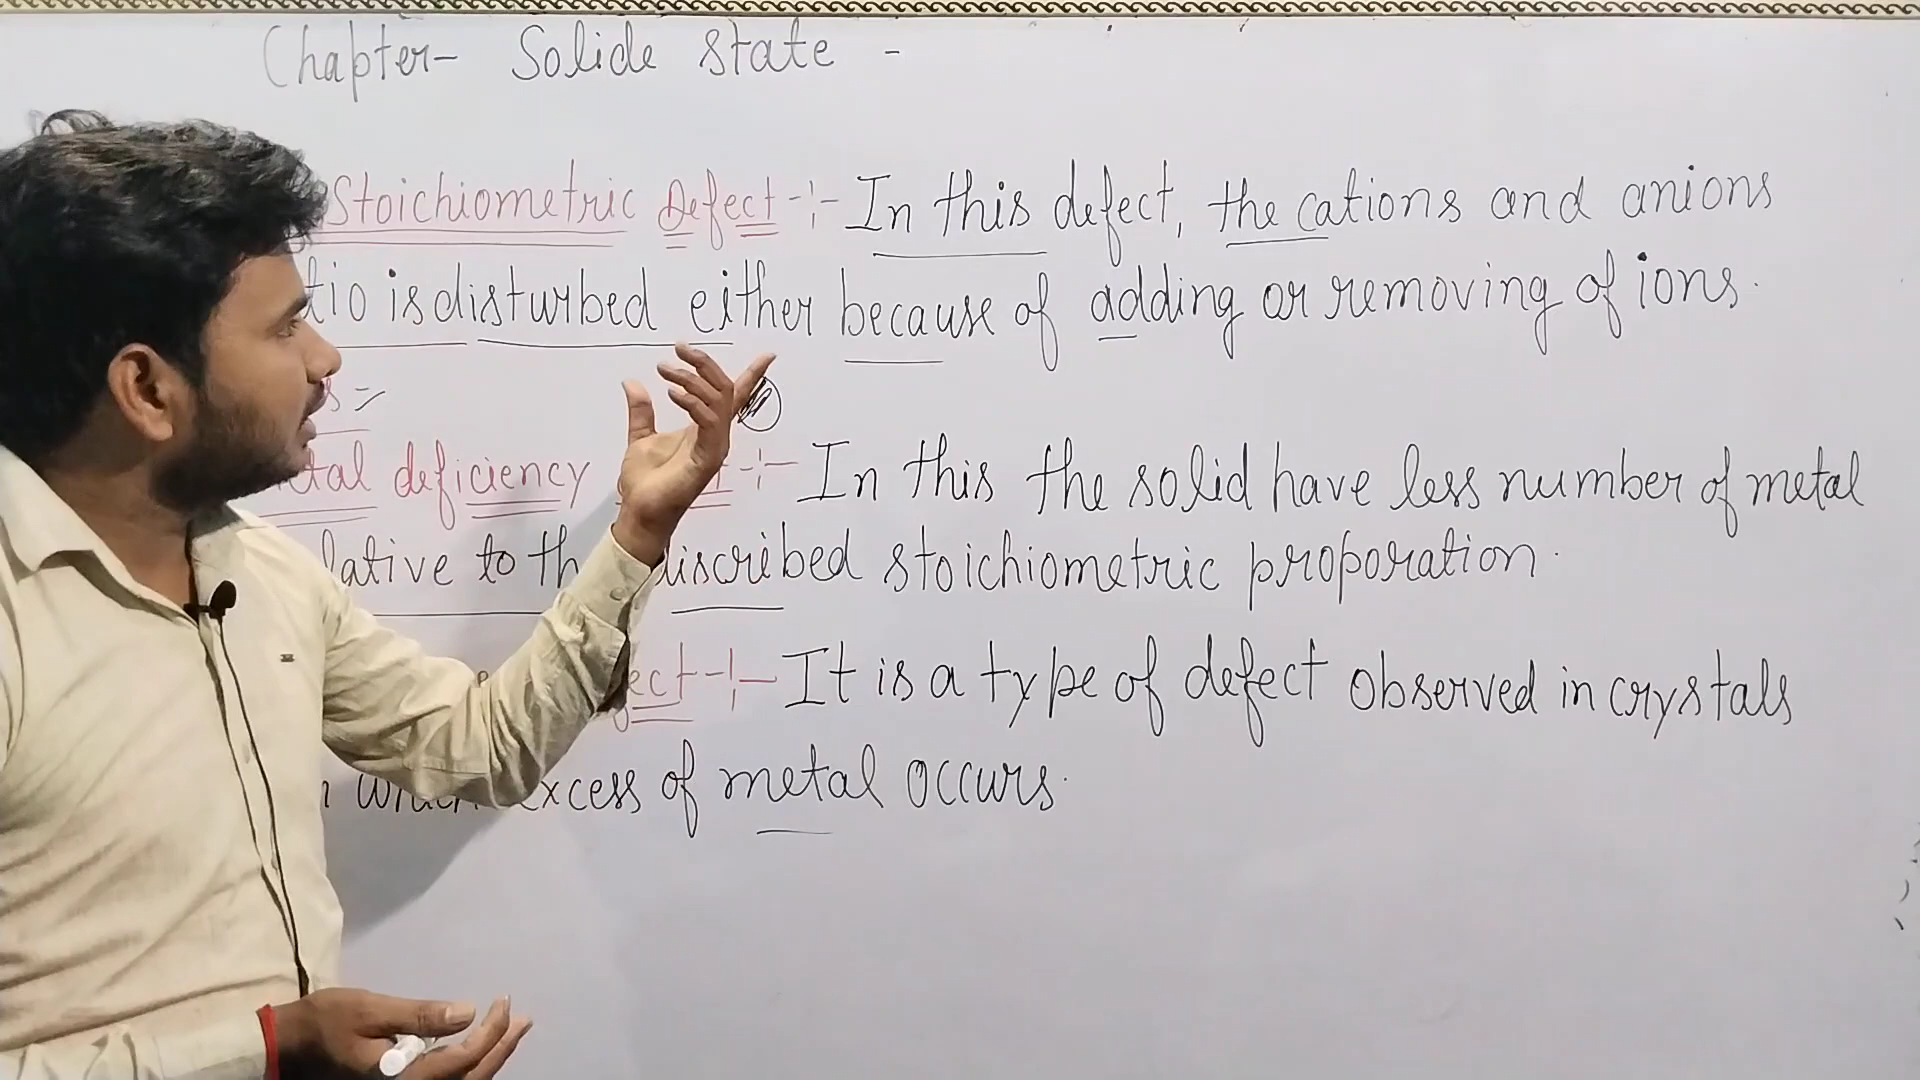 Chapter- Solide state -
Stoichiometric Defect -:- In this defect, the cations and anions
tio is disturbed either because of adding or removing of ions.
s =
tal deficiency -:- In this the solid have less number of metal
lative to th discribed stoichiometric proporation.
ect -:- It is a type of defect observed in crystals
which excess of metal occurs.